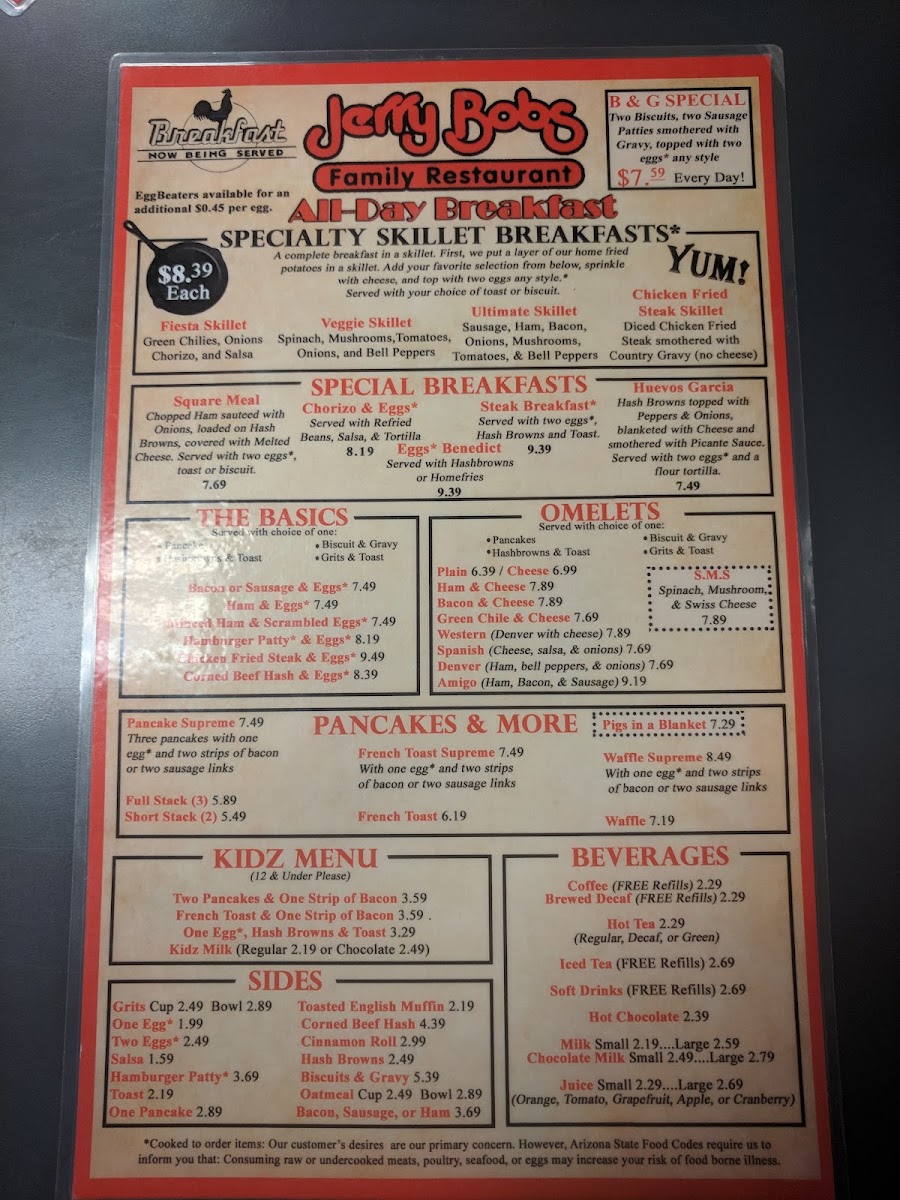 Breakfast
NOW BEING SERVED
Jerry Bobs
Family Restaurant
B & G SPECIAL
Two Biscuits, two Sausage
Patties smothered with
Gravy, topped with two
eggs* any style
$7.59 Every Day!
EggBeaters available for an
additional $0.45 per egg.
All-Day Breakfast
SPECIALTY SKILLET BREAKFASTS*
$8.39
Each
A complete breakfast in a skillet. First, we put a layer of our home fried
potatoes in a skillet. Add your favorite selection from below, sprinkle
with cheese, and top with two eggs any style.*
Served with your choice of toast or biscuit.
YUM!
Fiesta Skillet
Green Chilies, Onions
Chorizo, and Salsa
Veggie Skillet
Spinach, Mushrooms,Tomatoes,
Onions, and Bell Peppers
Ultimate Skillet
Sausage, Ham, Bacon,
Onions, Mushrooms,
Tomatoes, & Bell Peppers
Chicken Fried
Steak Skillet
Diced Chicken Fried
Steak smothered with
Country Gravy (no cheese)
SPECIAL BREAKFASTS
Square Meal
Chopped Ham sauteed with
Onions, loaded on Hash
Browns, covered with Melted
Cheese. Served with two eggs*,
toast or biscuit.
7.69
Chorizo & Eggs*
Served with Refried
Beans, Salsa, & Tortilla
8.19
Eggs* Benedict
Served with Hashbrowns
or Homefries
9.39
Steak Breakfast*
Served with two eggs*,
Hash Browns and Toast.
9.39
Huevos Garcia
Hash Browns topped with
Peppers & Onions,
blanketed with Cheese and
smothered with Picante Sauce.
Served with two eggs* and a
flour tortilla.
7.49
THE BASICS
Served with choice of one:
• Pancakes
• Biscuit & Gravy
• Hashbrowns & Toast
• Grits & Toast
Bacon or Sausage & Eggs* 7.49
Ham & Eggs* 7.49
Minced Ham & Scrambled Eggs* 7.49
Hamburger Patty* & Eggs* 8.19
Chicken Fried Steak & Eggs* 9.49
Corned Beef Hash & Eggs* 8.39
OMELETS
Served with choice of one:
• Pancakes
• Biscuit & Gravy
• Hashbrowns & Toast
• Grits & Toast
Plain 6.39 / Cheese 6.99
Ham & Cheese 7.89
Bacon & Cheese 7.89
Green Chile & Cheese 7.69
Western (Denver with cheese) 7.89
Spanish (Cheese, salsa, & onions) 7.69
Denver (Ham, bell peppers, & onions) 7.69
Amigo (Ham, Bacon, & Sausage) 9.19
S.M.S
Spinach, Mushroom,
& Swiss Cheese
7.89
PANCAKES & MORE
Pancake Supreme 7.49
Three pancakes with one
egg* and two strips of bacon
or two sausage links
Full Stack (3) 5.89
Short Stack (2) 5.49
French Toast Supreme 7.49
With one egg* and two strips
of bacon or two sausage links
French Toast 6.19
Pigs in a Blanket 7.29
Waffle Supreme 8.49
With one egg* and two strips
of bacon or two sausage links
Waffle 7.19
KIDZ MENU
(12 & Under Please)
Two Pancakes & One Strip of Bacon 3.59
French Toast & One Strip of Bacon 3.59 .
One Egg*, Hash Browns & Toast 3.29
Kidz Milk (Regular 2.19 or Chocolate 2.49)
SIDES
Grits Cup 2.49 Bowl 2.89
One Egg* 1.99
Two Eggs* 2.49
Salsa 1.59
Hamburger Patty* 3.69
Toast 2.19
One Pancake 2.89
Toasted English Muffin 2.19
Corned Beef Hash 4.39
Cinnamon Roll 2.99
Hash Browns 2.49
Biscuits & Gravy 5.39
Oatmeal Cup 2.49 Bowl 2.89
Bacon, Sausage, or Ham 3.69
BEVERAGES
Coffee (FREE Refills) 2.29
Brewed Decaf (FREE Refills) 2.29
Hot Tea 2.29
(Regular, Decaf, or Green)
Iced Tea (FREE Refills) 2.69
Soft Drinks (FREE Refills) 2.69
Hot Chocolate 2.39
Milk Small 2.19....Large 2.59
Chocolate Milk Small 2.49....Large 2.79
Juice Small 2.29....Large 2.69
(Orange, Tomato, Grapefruit, Apple, or Cranberry)
*Cooked to order items: Our customer's desires are our primary concern. However, Arizona State Food Codes require us to
inform you that: Consuming raw or undercooked meats, poultry, seafood, or eggs may increase your risk of food borne illness.